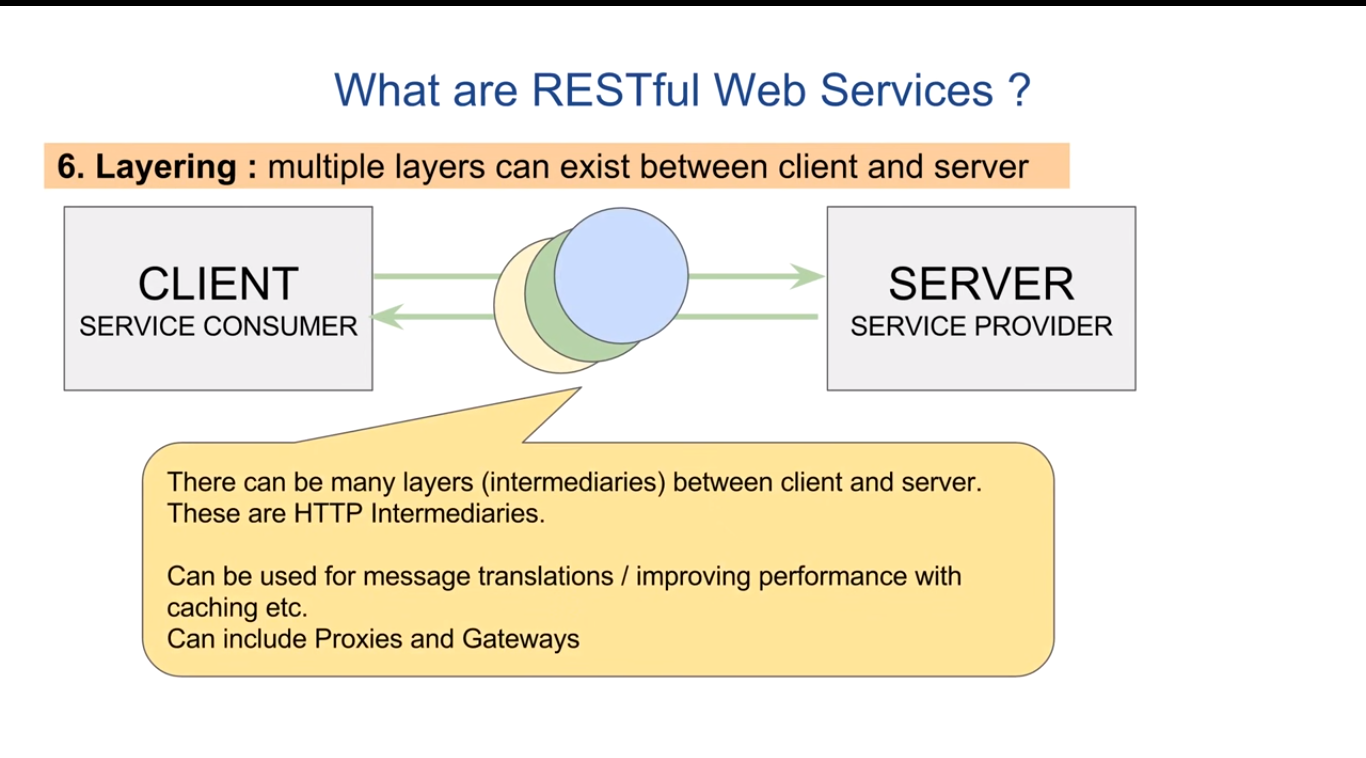 What are RESTful Web Services ?
6. Layering : multiple layers can exist between client and server
CLIENT
SERVICE CONSUMER
SERVER
SERVICE PROVIDER
There can be many layers (intermediaries) between client and server.
These are HTTP Intermediaries.
Can be used for message translations / improving performance with
caching etc.
Can include Proxies and Gateways